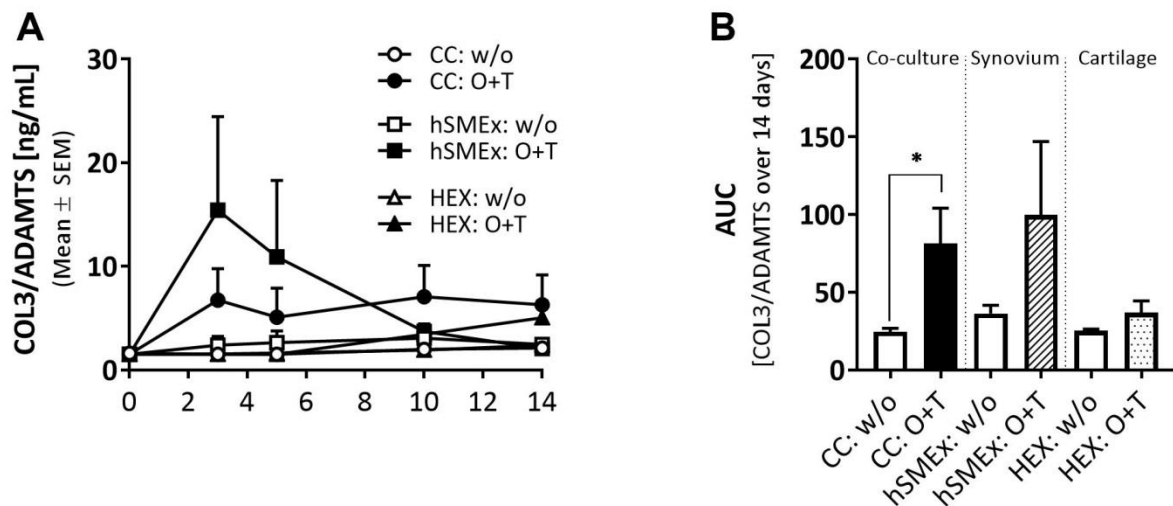 A
COL3/ADAMTS [ng/mL]
(Mean ± SEM)
30
20
10
0
0 2 4 6 8 10 12 14
CC: w/o
CC: O+T
hSMEx: w/o
hSMEx: O+T
HEX: w/o
HEX: O+T
B
AUC
[COL3/ADAMTS over 14 days]
200
150
100
50
0
Co-culture Synovium Cartilage
*
CC: w/o
CC: O+T
hSMEx: w/o
hSMEx: O+T
HEX: w/o
HEX: O+T